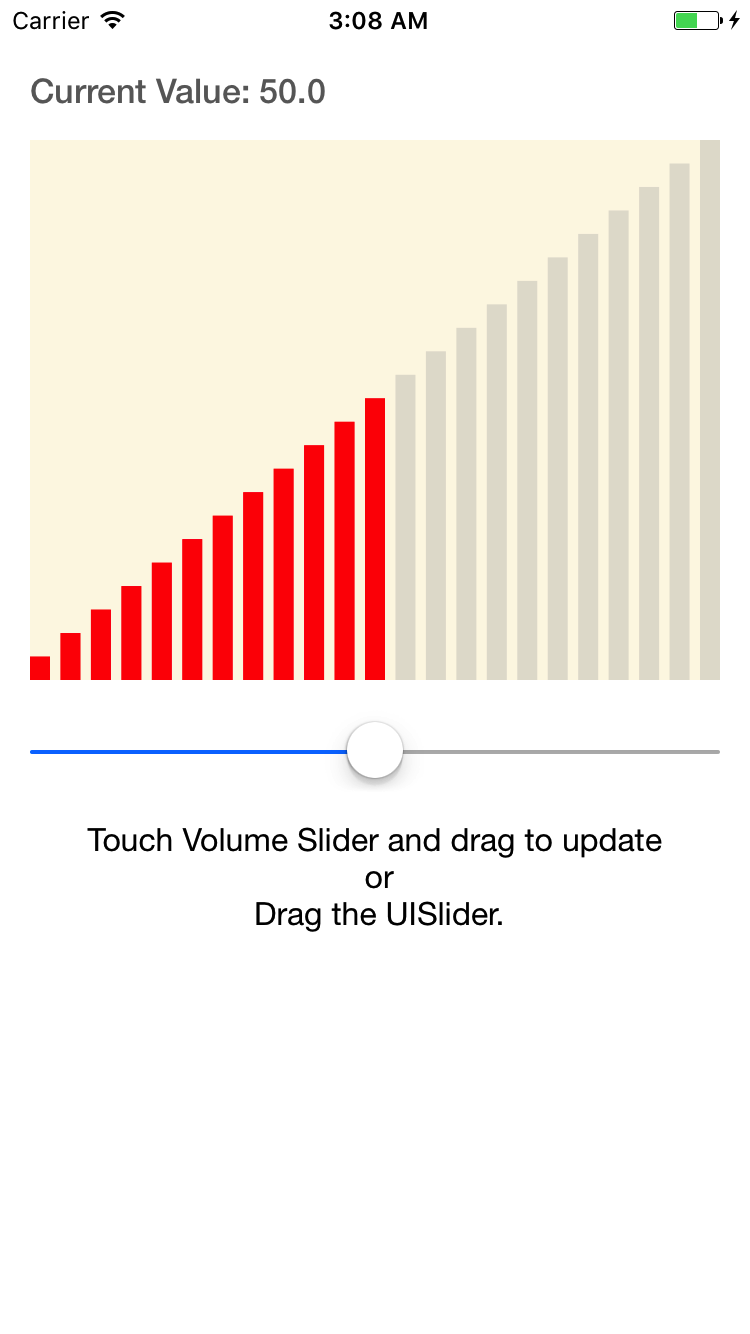 Carrier 3:08 AM
Current Value: 50.0
Touch Volume Slider and drag to update
or
Drag the UISlider.